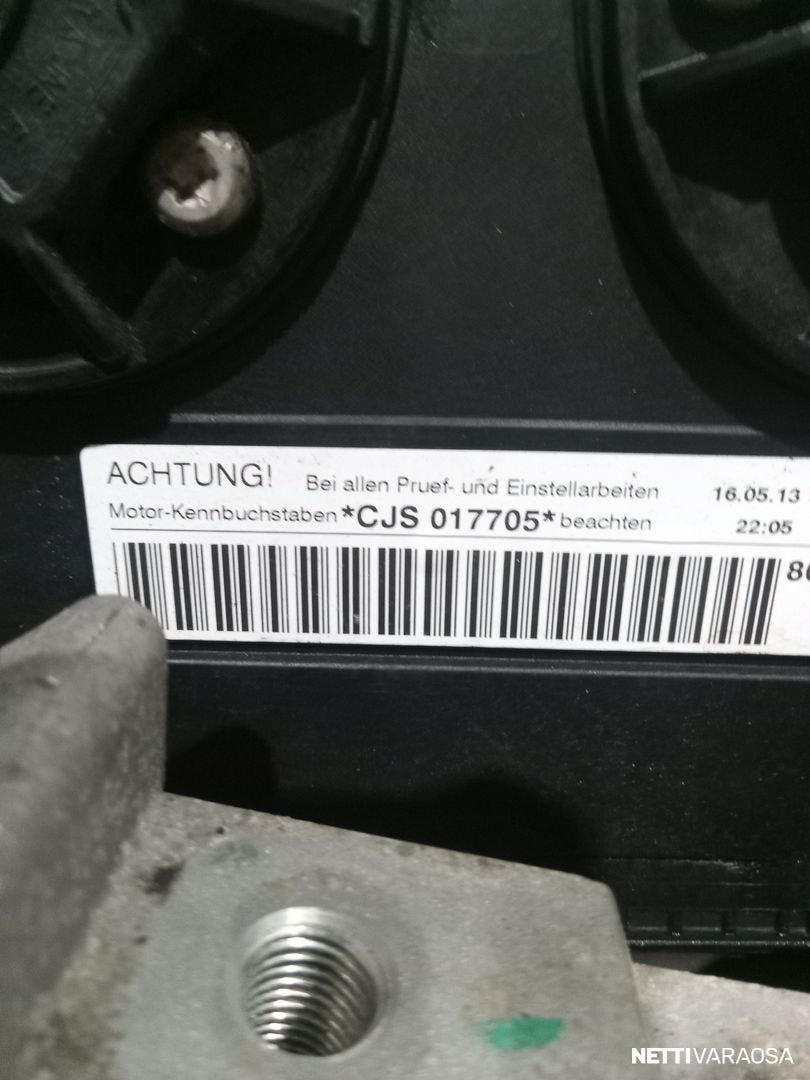 ACHTUNG! Bei allen Pruef- und Einstellarbeiten 16.05.13
Motor-Kennbuchstaben *CJS 017705* beachten 22:05
NETTIVARAOSA